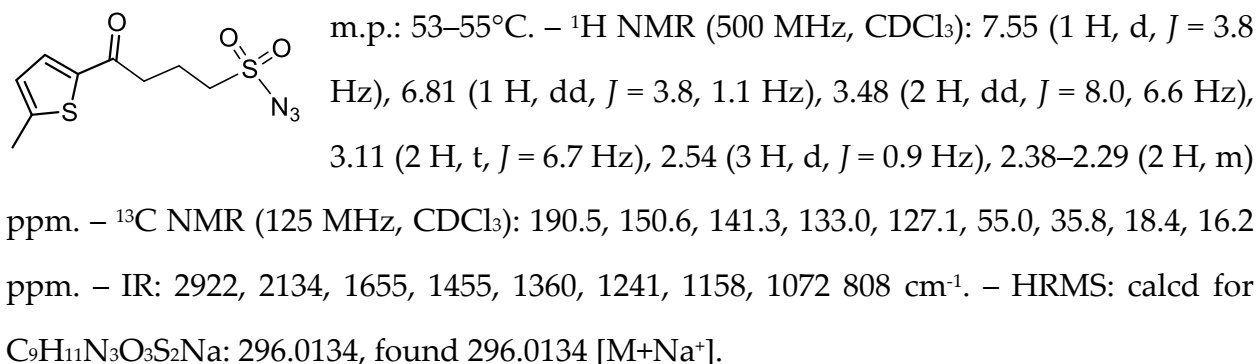 m.p.: 53–55°C. – ¹H NMR (500 MHz, CDCl₃): 7.55 (1 H, d, J = 3.8
Hz), 6.81 (1 H, dd, J = 3.8, 1.1 Hz), 3.48 (2 H, dd, J = 8.0, 6.6 Hz),
3.11 (2 H, t, J = 6.7 Hz), 2.54 (3 H, d, J = 0.9 Hz), 2.38–2.29 (2 H, m)
ppm. – ¹³C NMR (125 MHz, CDCl₃): 190.5, 150.6, 141.3, 133.0, 127.1, 55.0, 35.8, 18.4, 16.2
ppm. – IR: 2922, 2134, 1655, 1455, 1360, 1241, 1158, 1072 808 cm⁻¹. – HRMS: calcd for
C₉H₁₁N₃O₃S₂Na: 296.0134, found 296.0134 [M+Na⁺].
O
O
O
S
S
N₃